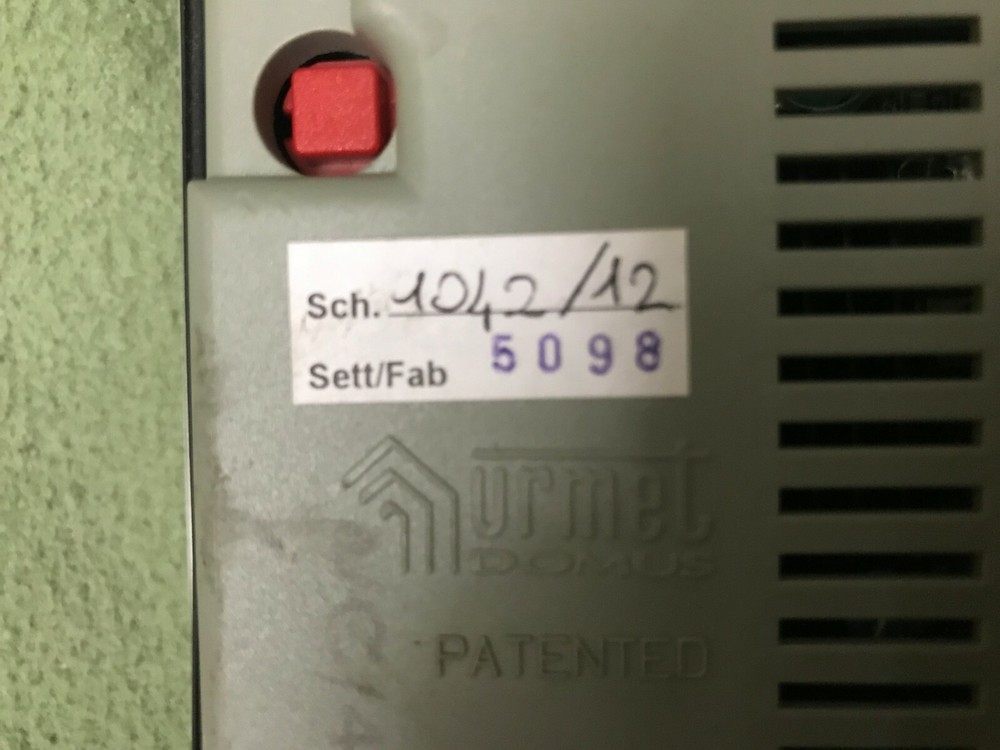 Sch. 1042/12
Sett/Fab 5098
urmet
DOMUS
PATENTED